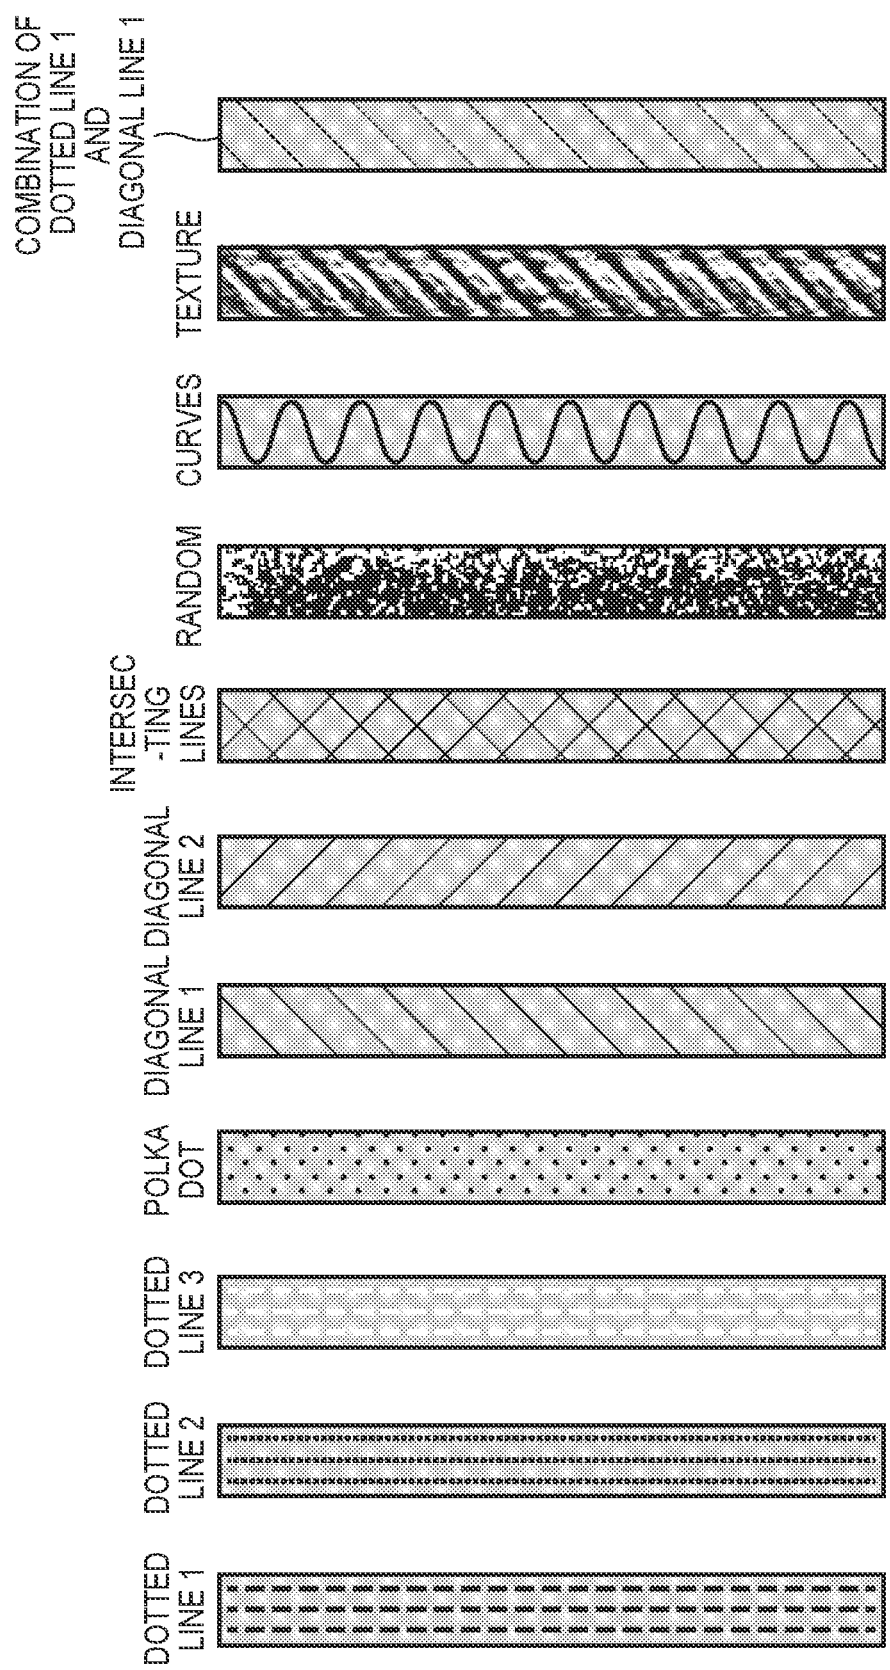 DOTTED
LINE 1
DOTTED
LINE 2
DOTTED
LINE 3
POLKA
DOT
DIAGONAL
LINE 1
DIAGONAL
LINE 2
INTERSEC
-TING
LINES
RANDOM
CURVES
TEXTURE
COMBINATION OF
DOTTED LINE 1
AND
DIAGONAL LINE 1